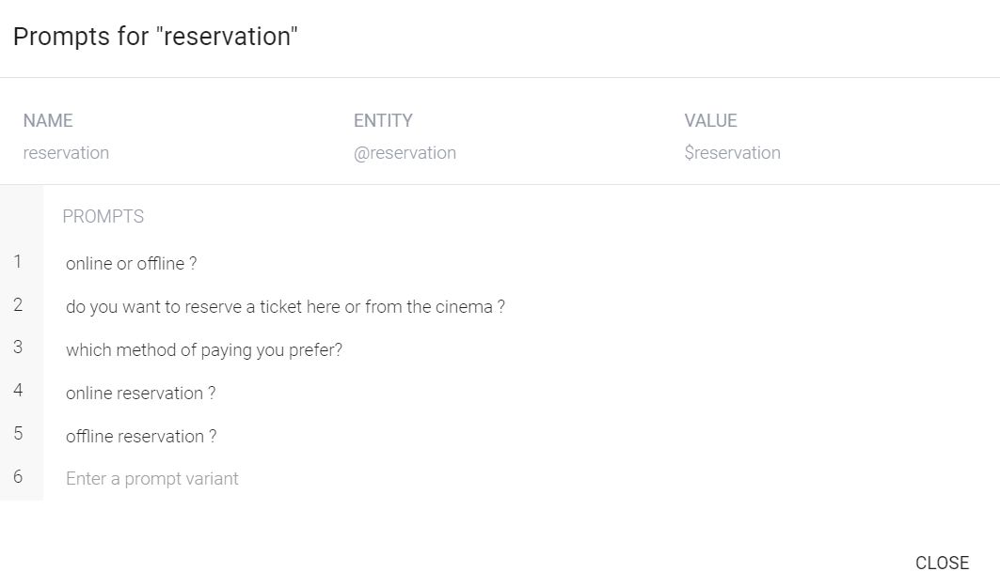 Prompts for "reservation"
NAME ENTITY VALUE
reservation @reservation $reservation
PROMPTS
1 online or offline ?
2 do you want to reserve a ticket here or from the cinema ?
3 which method of paying you prefer?
4 online reservation ?
5 offline reservation ?
6 Enter a prompt variant
CLOSE